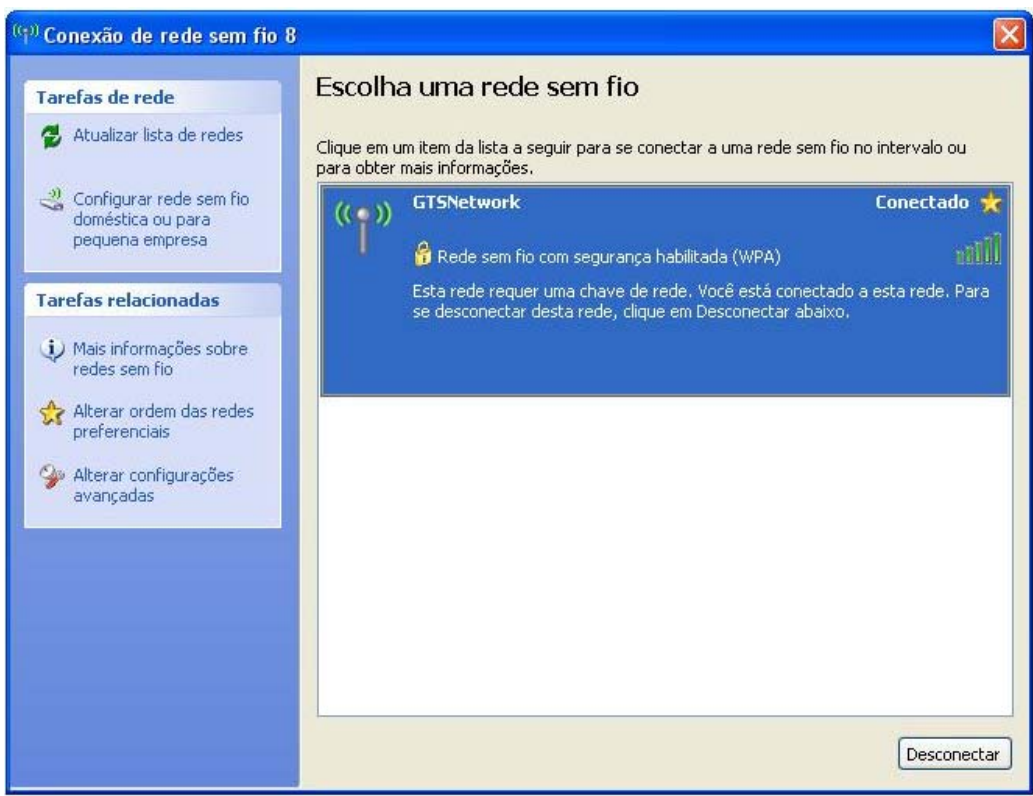 Conexão de rede sem fio 8
Tarefas de rede
Atualizar lista de redes
Configurar rede sem fio
doméstica ou para
pequena empresa
Tarefas relacionadas
Mais informações sobre
redes sem fio
Alterar ordem das redes
preferenciais
Alterar configurações
avançadas
Escolha uma rede sem fio
Clique em um item da lista a seguir para se conectar a uma rede sem fio no intervalo ou
para obter mais informações.
GTSNetwork Conectado
Rede sem fio com segurança habilitada (WPA)
Esta rede requer uma chave de rede. Você está conectado a esta rede. Para
se desconectar desta rede, clique em Desconectar abaixo.
Desconectar